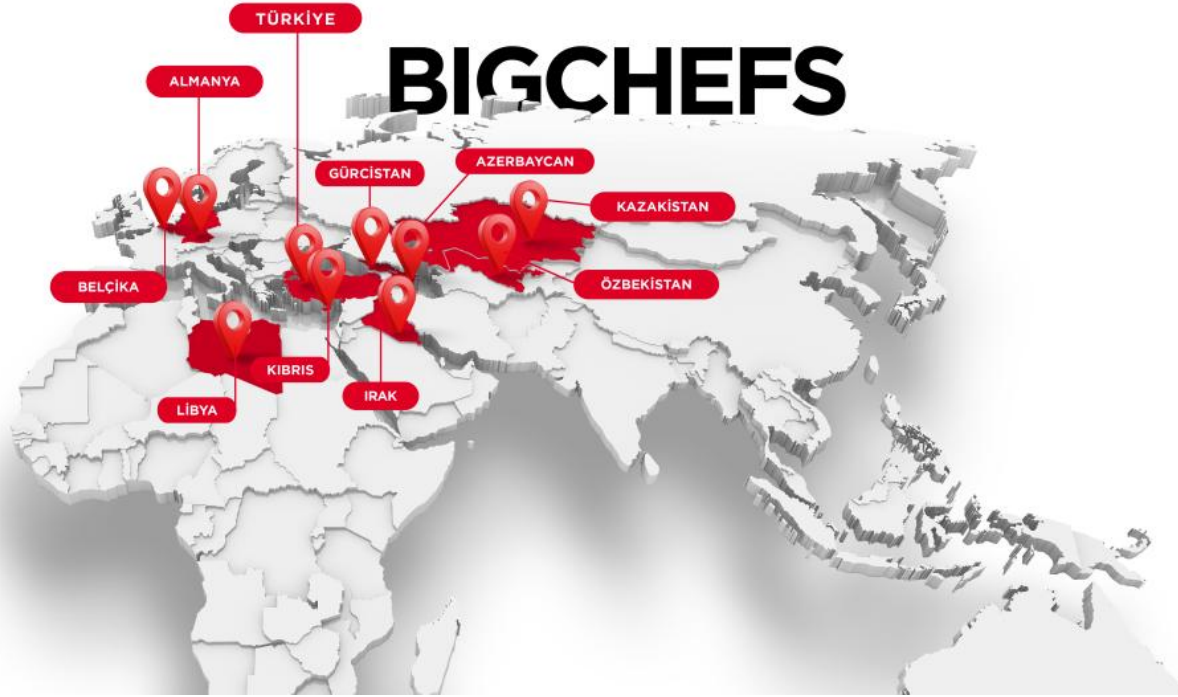 TÜRKİYE
BIGCHEFS
ALMANYA
AZERBAYCAN
GÜRCİSTAN
KAZAKİSTAN
BELÇİKA
ÖZBEKİSTAN
KIBRIS
IRAK
LİBYA